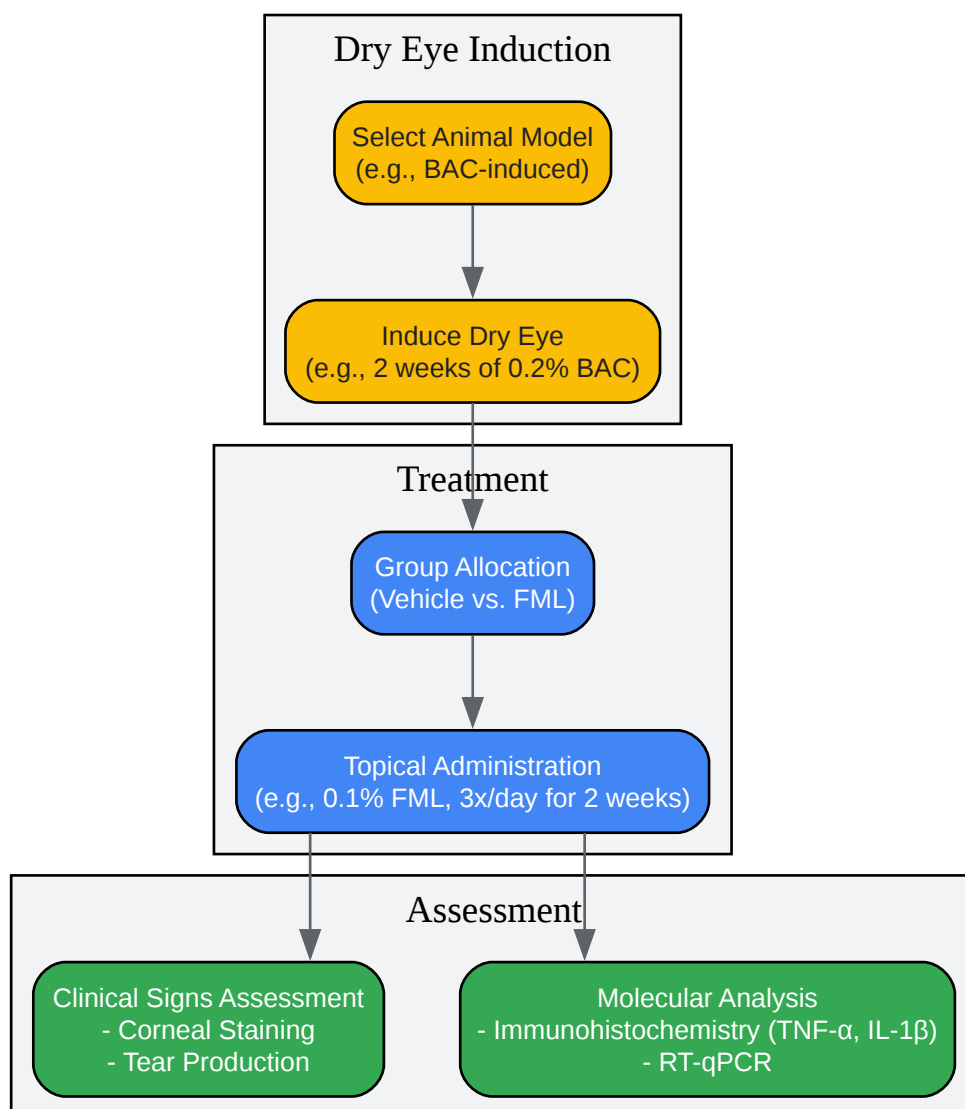 Dry Eye Induction
Select Animal Model
(e.g., BAC-induced)
Induce Dry Eye
(e.g., 2 weeks of 0.2% BAC)
Treatment
Group Allocation
(Vehicle vs. FML)
Topical Administration
(e.g., 0.1% FML, 3x/day for 2 weeks)
Assessment
Clinical Signs Assessment
- Corneal Staining
- Tear Production
Molecular Analysis
- Immunohistochemistry (TNF-α, IL-1β)
- RT-qPCR